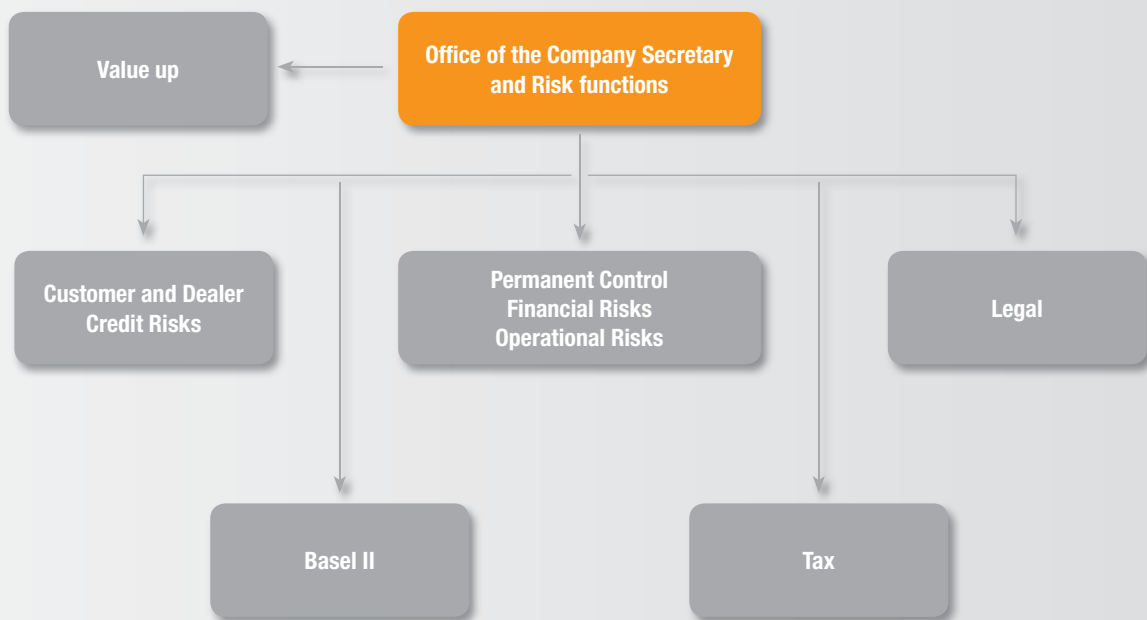 Value up
Office of the Company Secretary
and Risk functions
Customer and Dealer
Credit Risks
Permanent Control
Financial Risks
Operational Risks
Legal
Basel II
Tax